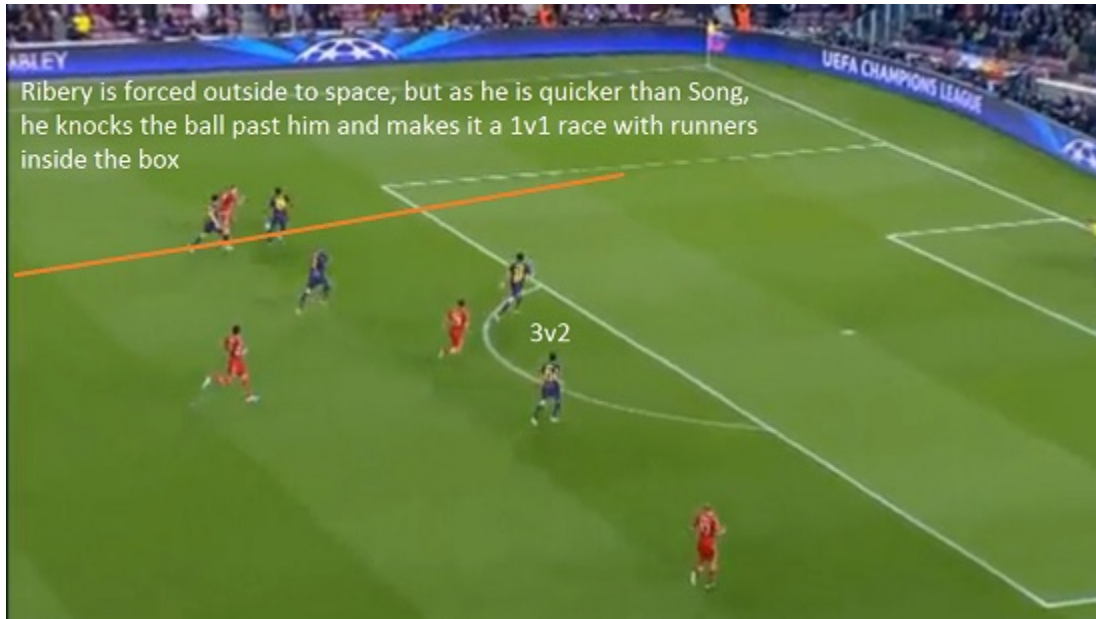 ABLEY
UEFA CHAMPIONS LEAGUE
Ribery is forced outside to space, but as he is quicker than Song,
he knocks the ball past him and makes it a 1v1 race with runners
inside the box
3v2